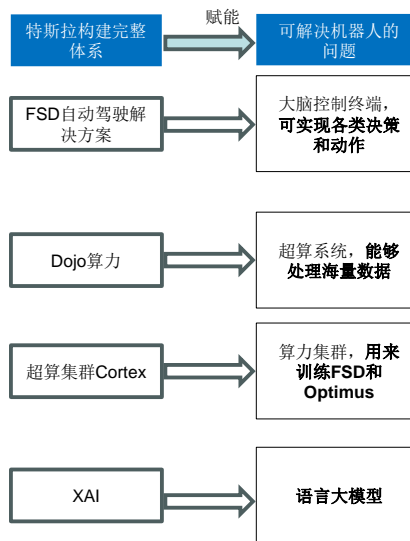 特斯拉构建完整
体系
赋能
可解决机器人的
问题
FSD自动驾驶解
决方案
大脑控制终端，
可实现各类决策
和动作
Dojo算力
超算系统，能够
处理海量数据
超算集群Cortex
算力集群，用来
训练FSD和
Optimus
XAI
语言大模型